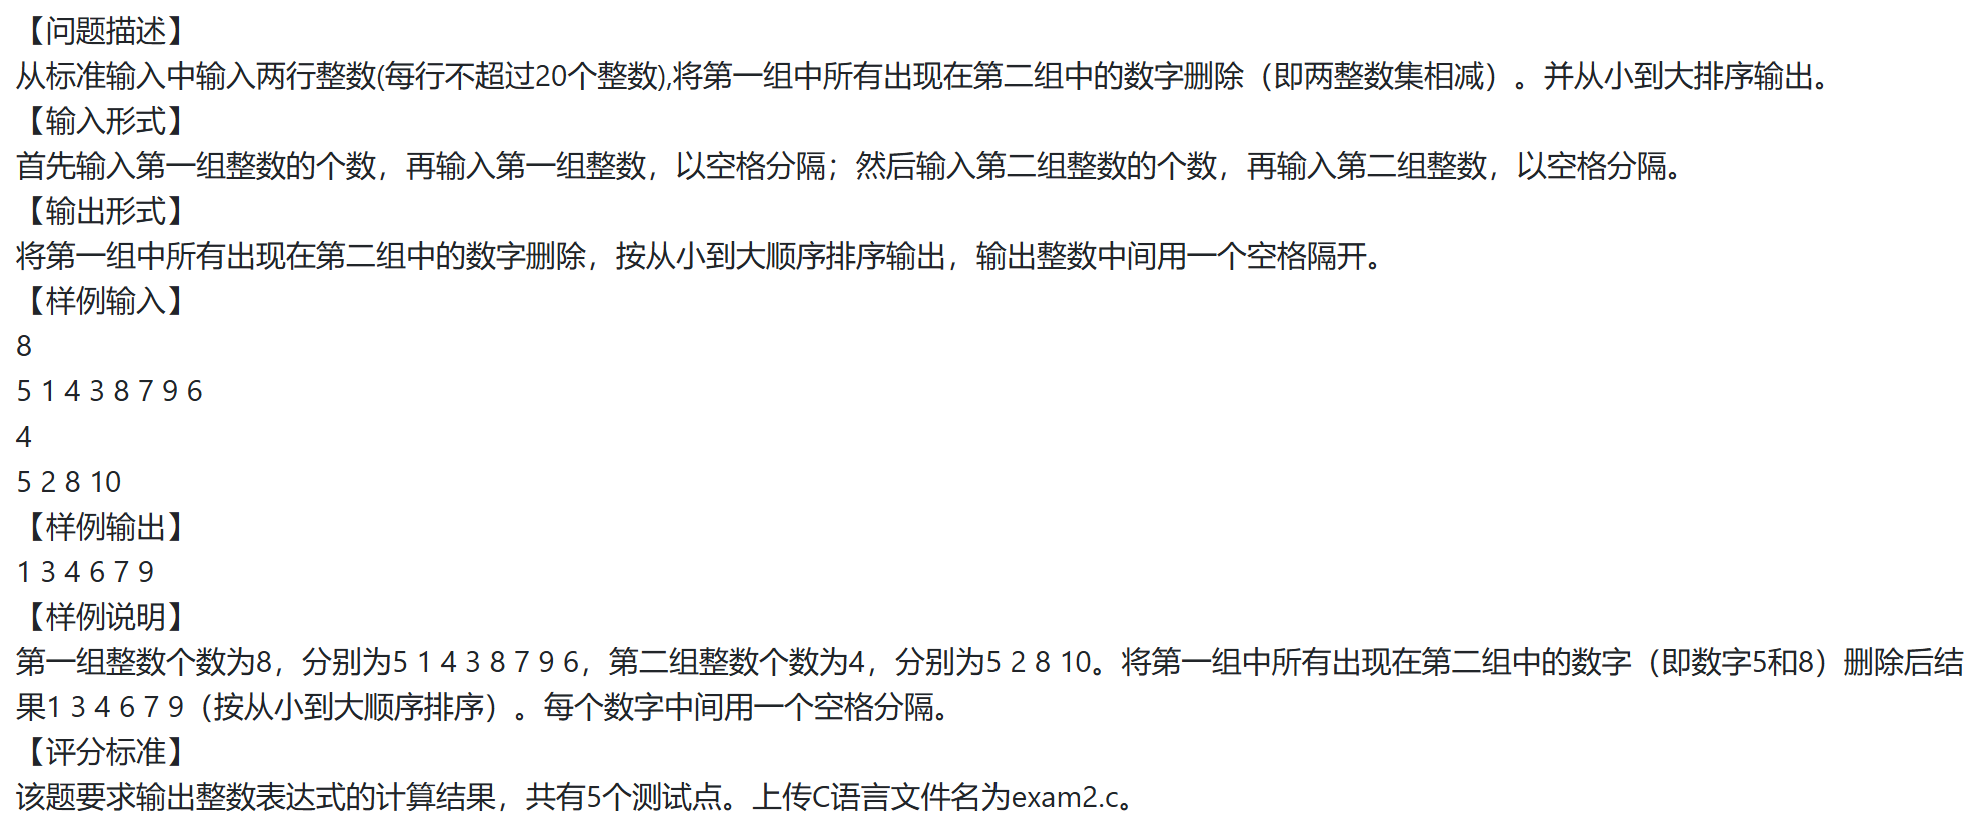 【问题描述】
从标准输入中输入两行整数(每行不超过20个整数),将第一组中所有出现在第二组中的数字删除（即两整数集相减）。并从小到大排序输出。
【输入形式】
首先输入第一组整数的个数，再输入第一组整数，以空格分隔；然后输入第二组整数的个数，再输入第二组整数，以空格分隔。
【输出形式】
将第一组中所有出现在第二组中的数字删除，按从小到大顺序排序输出，输出整数中间用一个空格隔开。
【样例输入】
8
5 1 4 3 8 7 9 6
4
5 2 8 10
【样例输出】
1 3 4 6 7 9
【样例说明】
第一组整数个数为8，分别为5 1 4 3 8 7 9 6，第二组整数个数为4，分别为5 2 8 10。将第一组中所有出现在第二组中的数字（即数字5和8）删除后结
果1 3 4 6 7 9（按从小到大顺序排序）。每个数字中间用一个空格分隔。
【评分标准】
该题要求输出整数表达式的计算结果，共有5个测试点。上传C语言文件名为exam2.c。